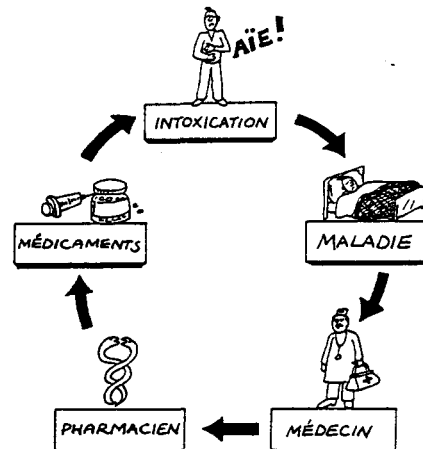 AÏE!
INTOXICATION
MALADIE
MÉDECIN
PHARMACIEN
MÉDICAMENTS